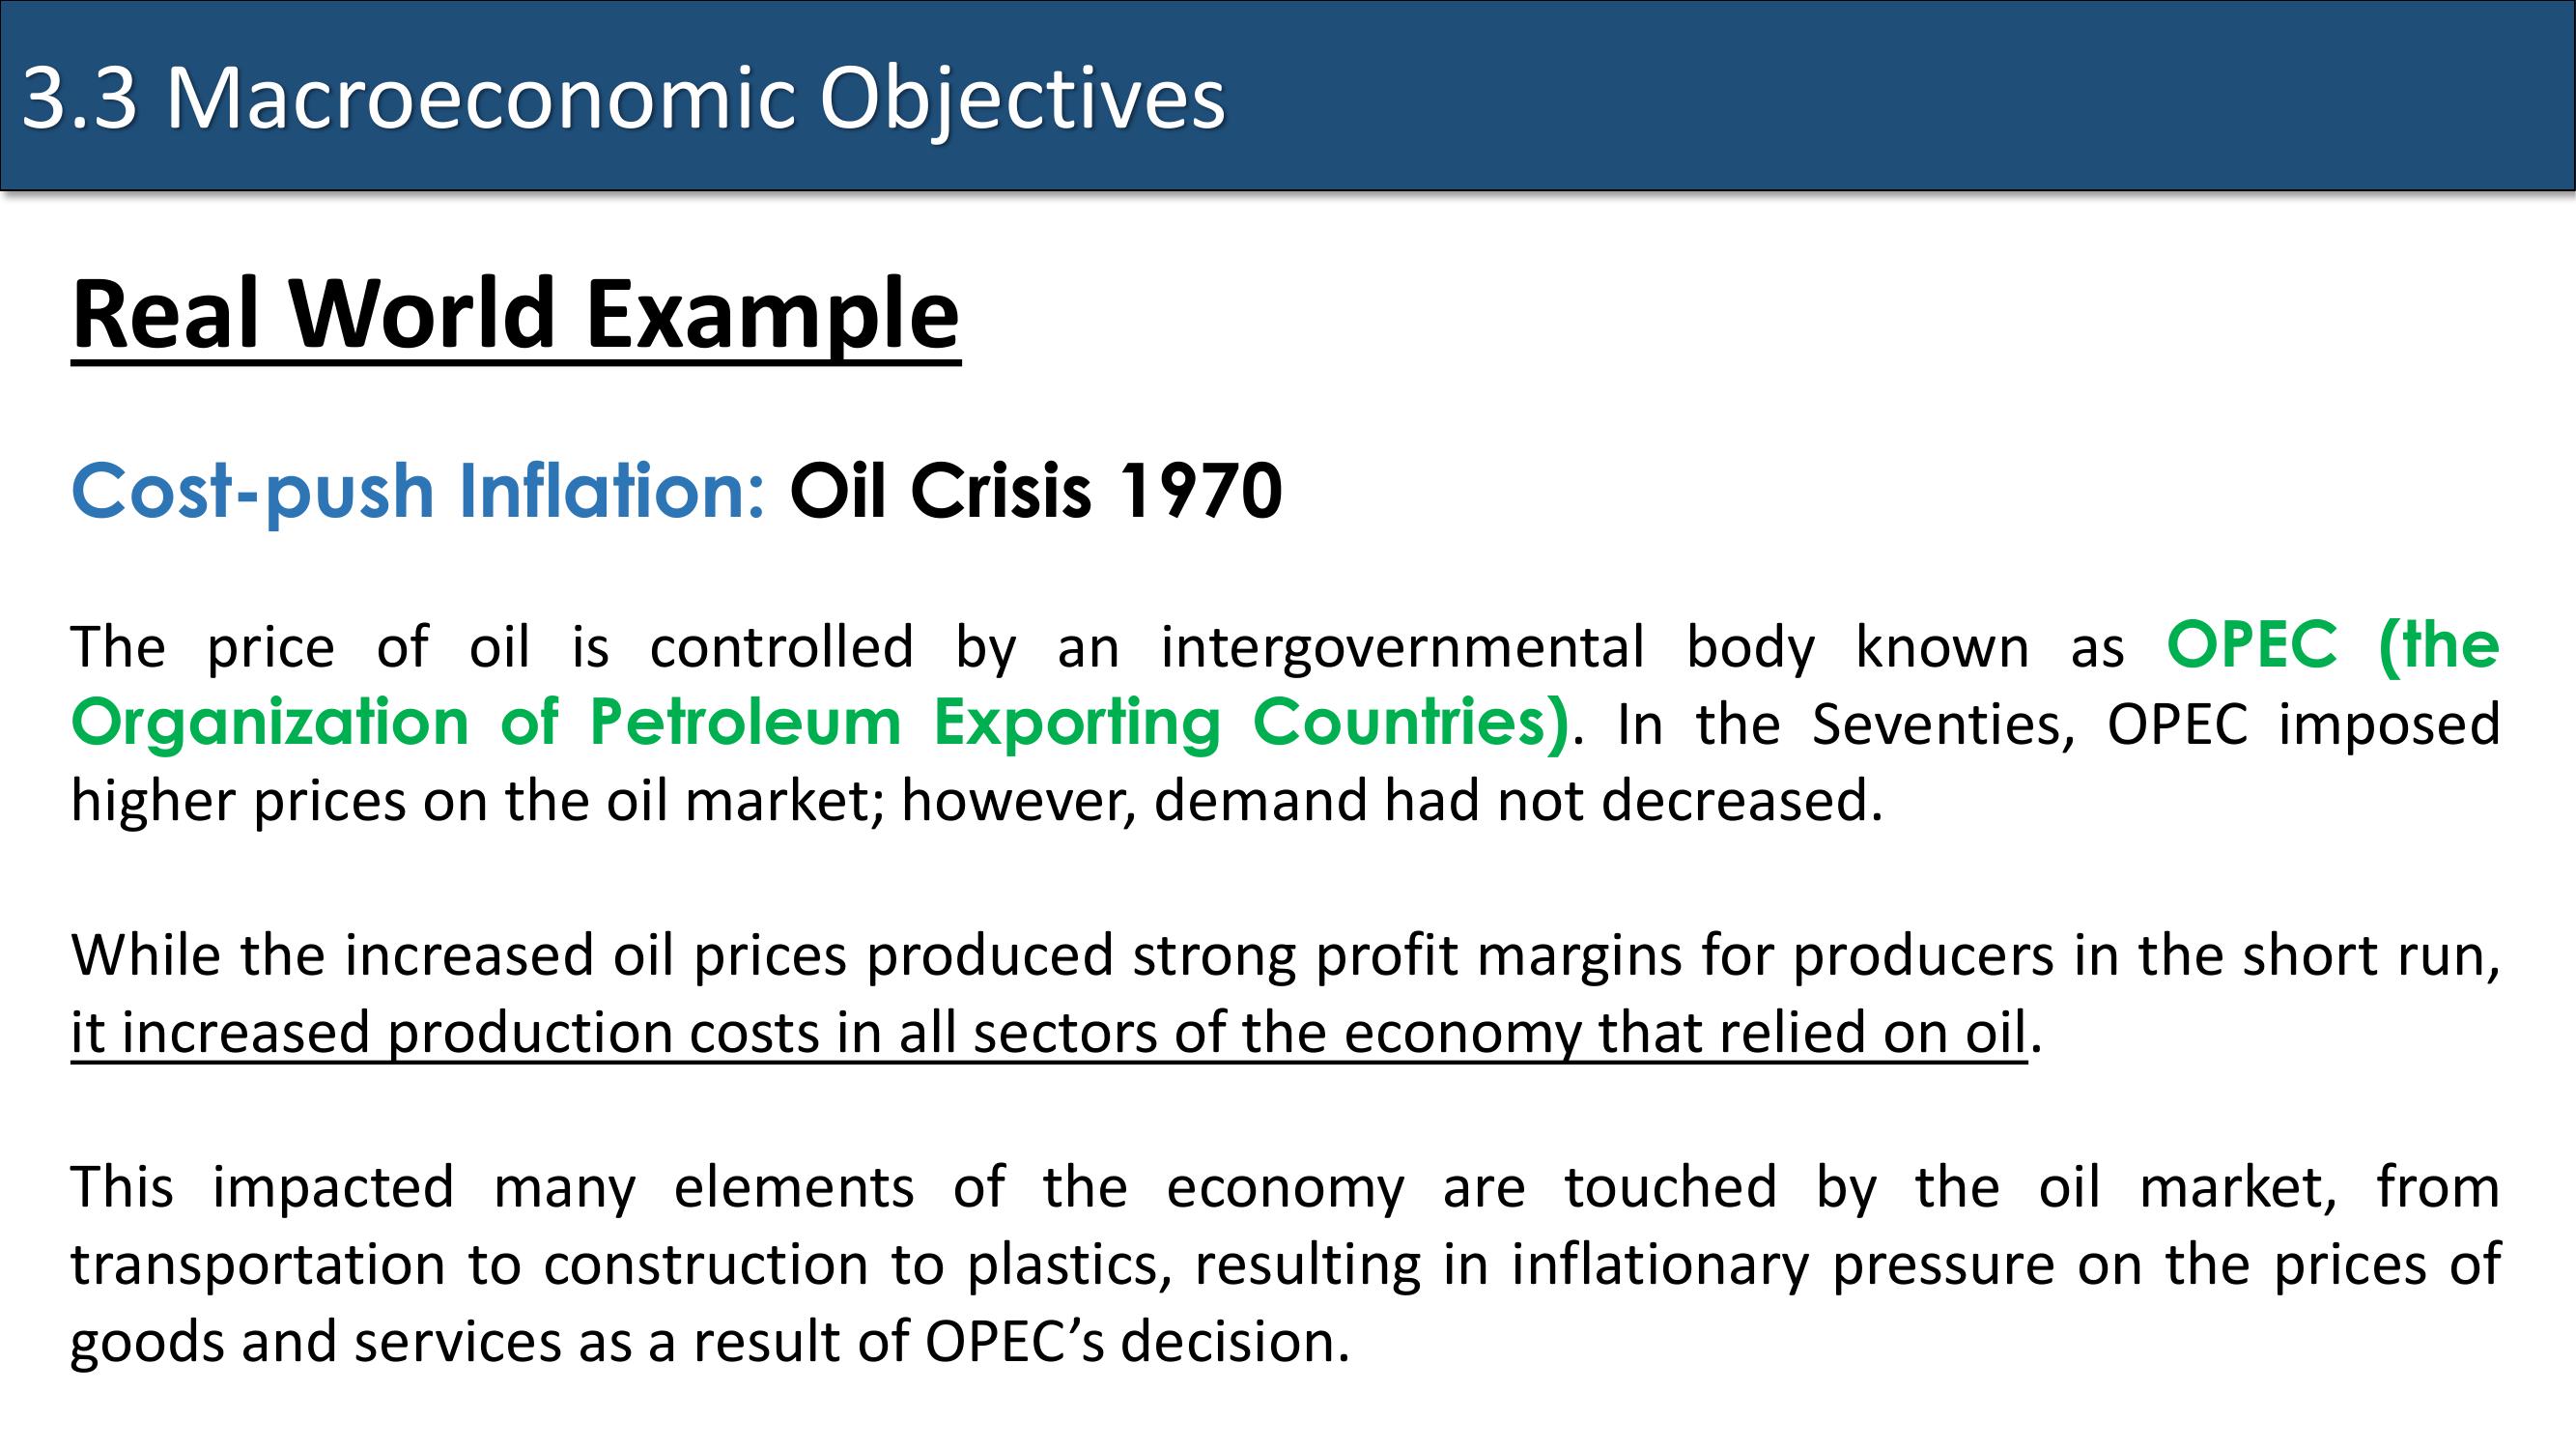 3.3 Macroeconomic Objectives
Real World Example
Cost-push Inflation: Oil Crisis 1970
The price of oil is controlled by an intergovernmental body known as OPEC (the
Organization of Petroleum Exporting Countries). In the Seventies, OPEC imposed
higher prices on the oil market; however, demand had not decreased.
While the increased oil prices produced strong profit margins for producers in the short run,
it increased production costs in all sectors of the economy that relied on oil.
This impacted many elements of the economy are touched by the oil market, from
transportation to construction to plastics, resulting in inflationary pressure on the prices of
goods and services as a result of OPEC’s decision.